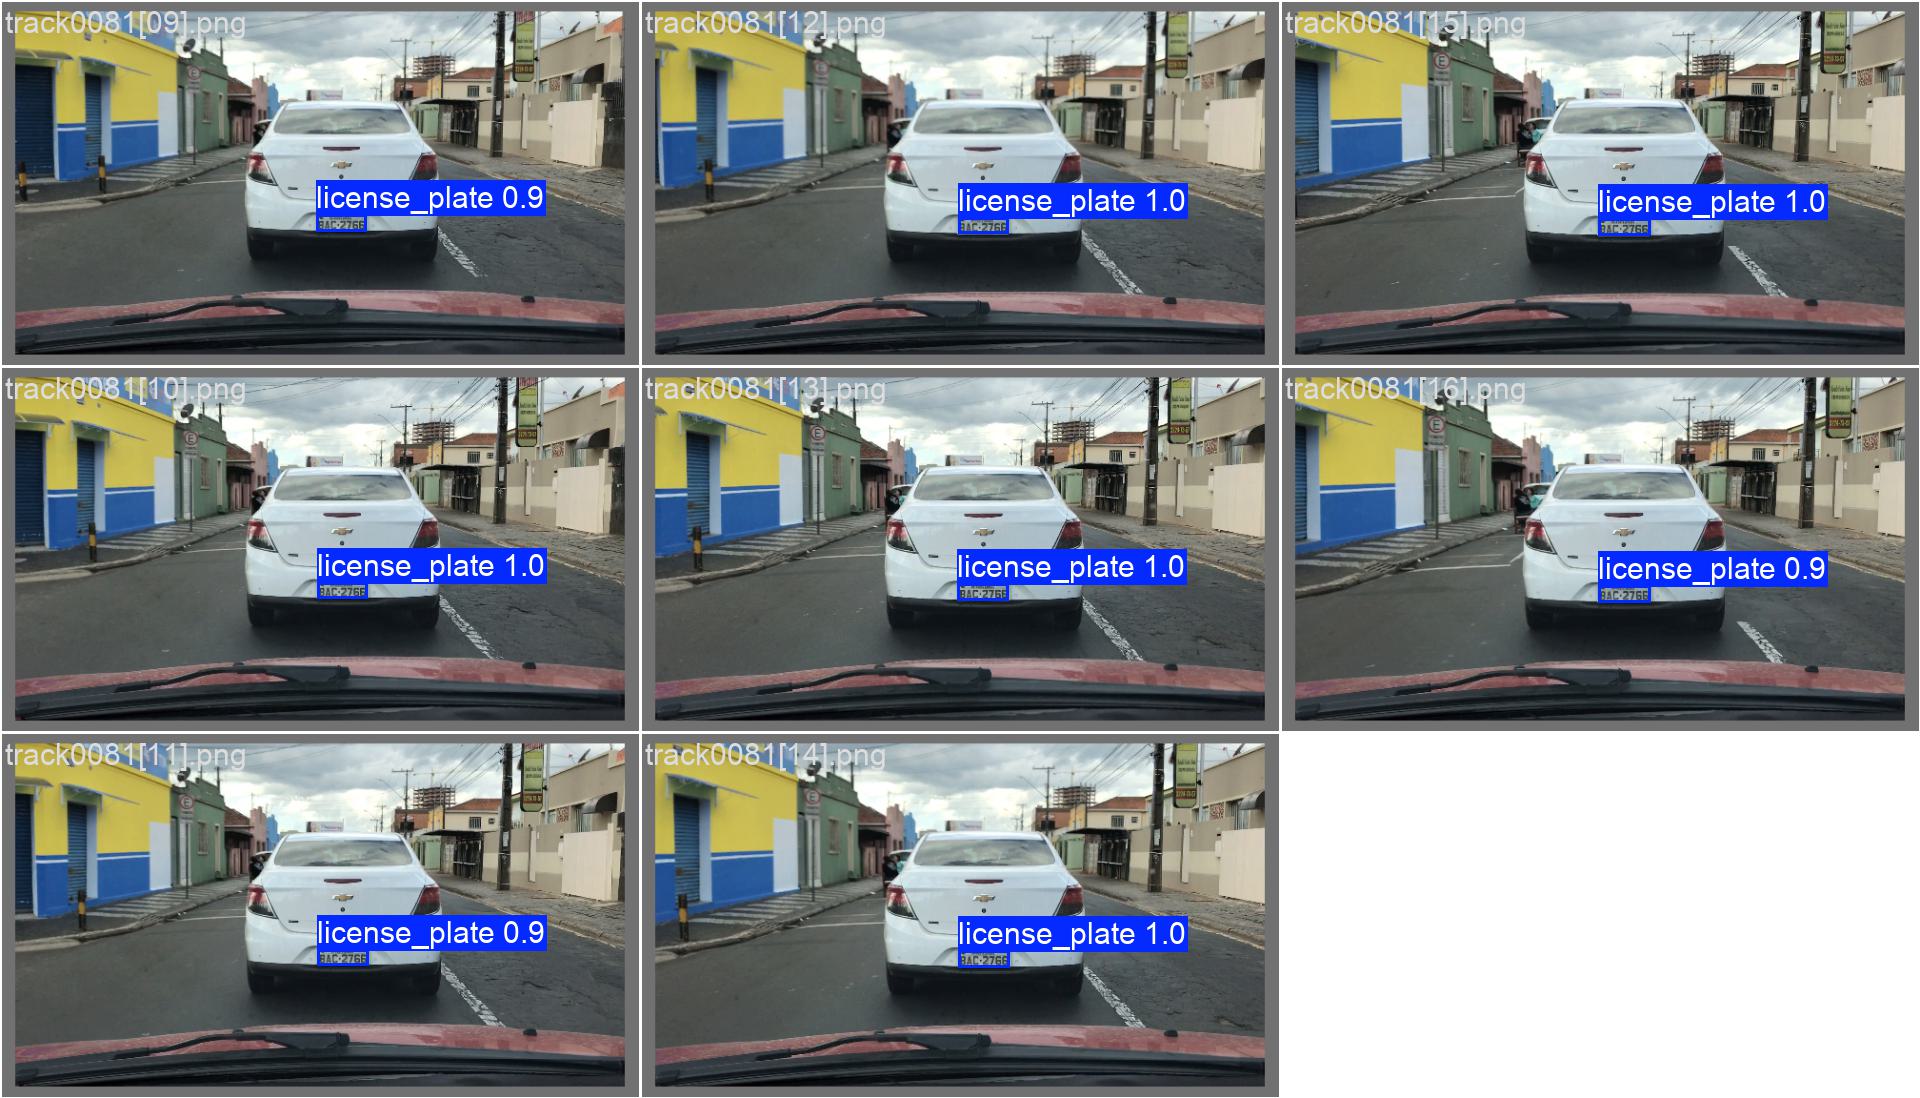 track0081[09].png
license_plate 0.9
BAC-2766
track0081[12].png
license_plate 1.0
BAC-2766
track0081[15].png
E
license_plate 1.0
BAC-2766
track0081[10].png
E
license_plate 1.0
BAC-2766
track0081[13].png
E
license_plate 1.0
BAC-2766
track0081[16].png
E
license_plate 0.9
BAC-2766
track0081[11].png
E
license_plate 0.9
BAC-2766
track0081[14].png
E
license_plate 1.0
BAC-2766